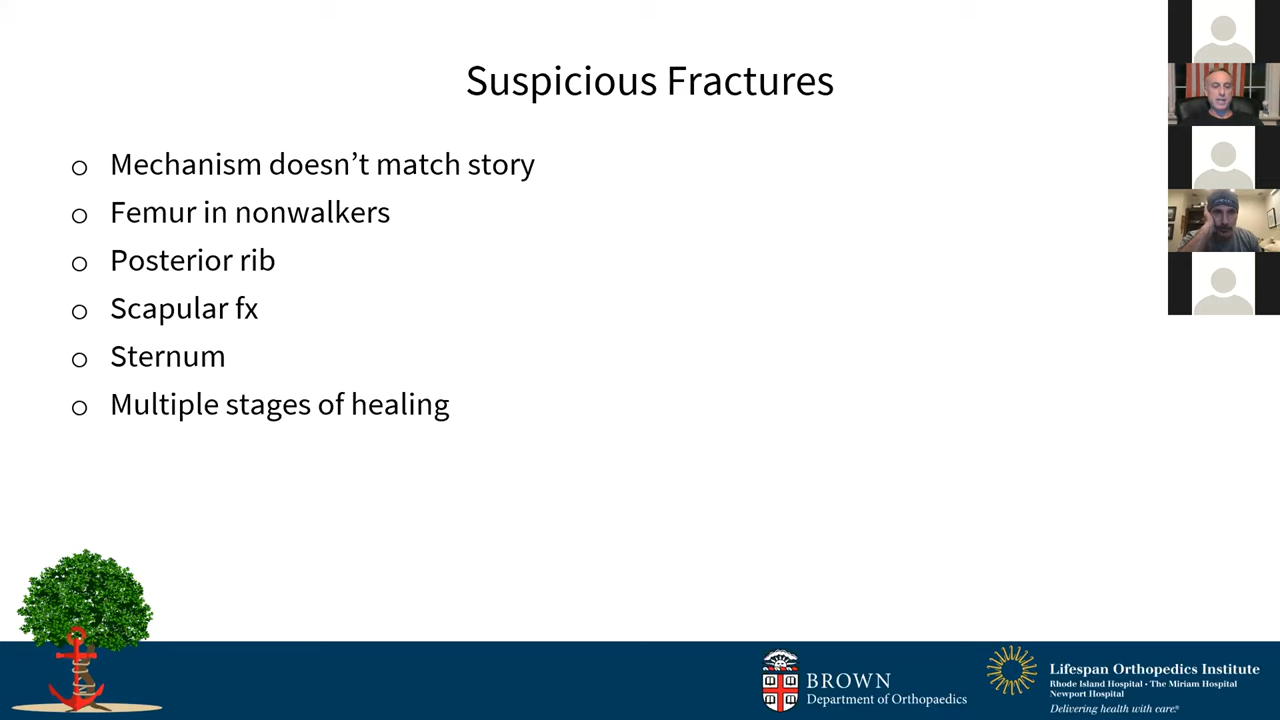 Suspicious Fractures
Mechanism doesn’t match story
Femur in nonwalkers
Posterior rib
Scapular fx
Sternum
Multiple stages of healing
BROWN
Department of Orthopaedics
Lifespan Orthopedics Institute
Rhode Island Hospital • The Miriam Hospital
Newport Hospital
Delivering health with care.®